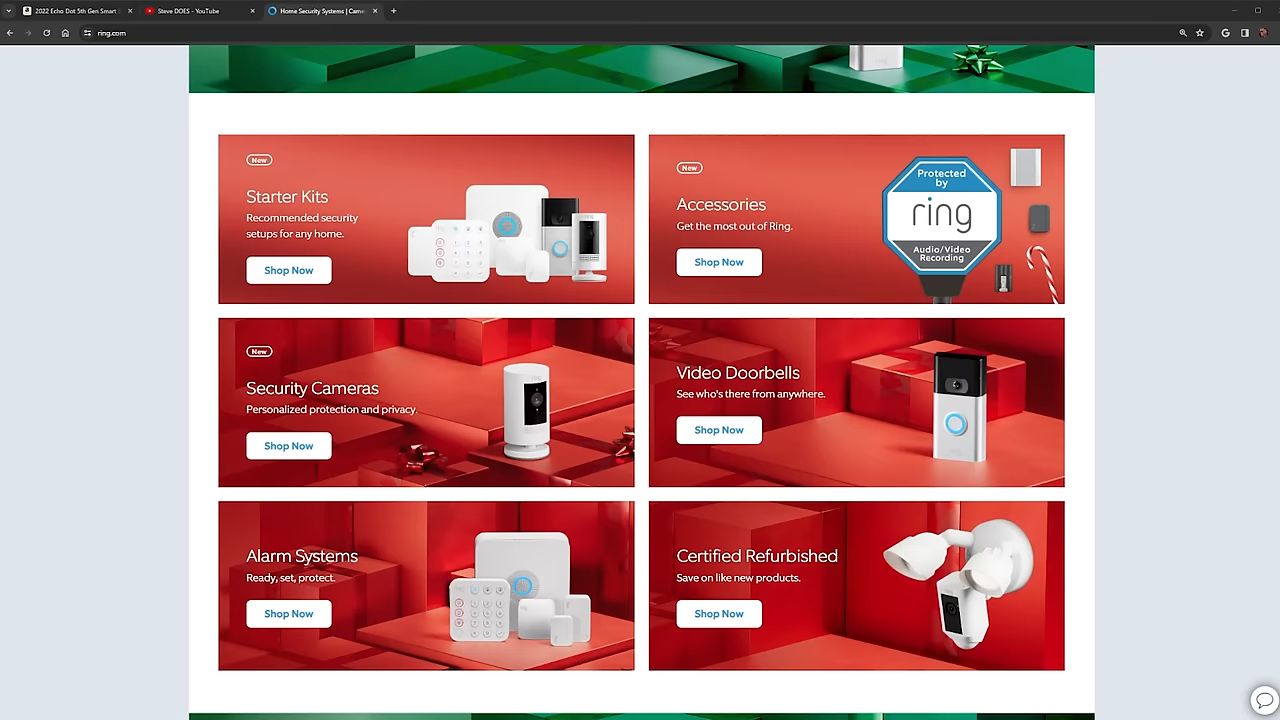 2022 Echo Dot 5th Gen Smart
Steve DOES - YouTube
Home Security Systems | Came
ring.com
New
Starter Kits
Recommended security
setups for any home.
Shop Now
New
Accessories
Get the most out of Ring.
Shop Now
Protected
by
ring
Audio/Video
Recording
New
Security Cameras
Personalized protection and privacy.
Shop Now
Video Doorbells
See who's there from anywhere.
Shop Now
Alarm Systems
Ready, set, protect.
Shop Now
Certified Refurbished
Save on like new products.
Shop Now